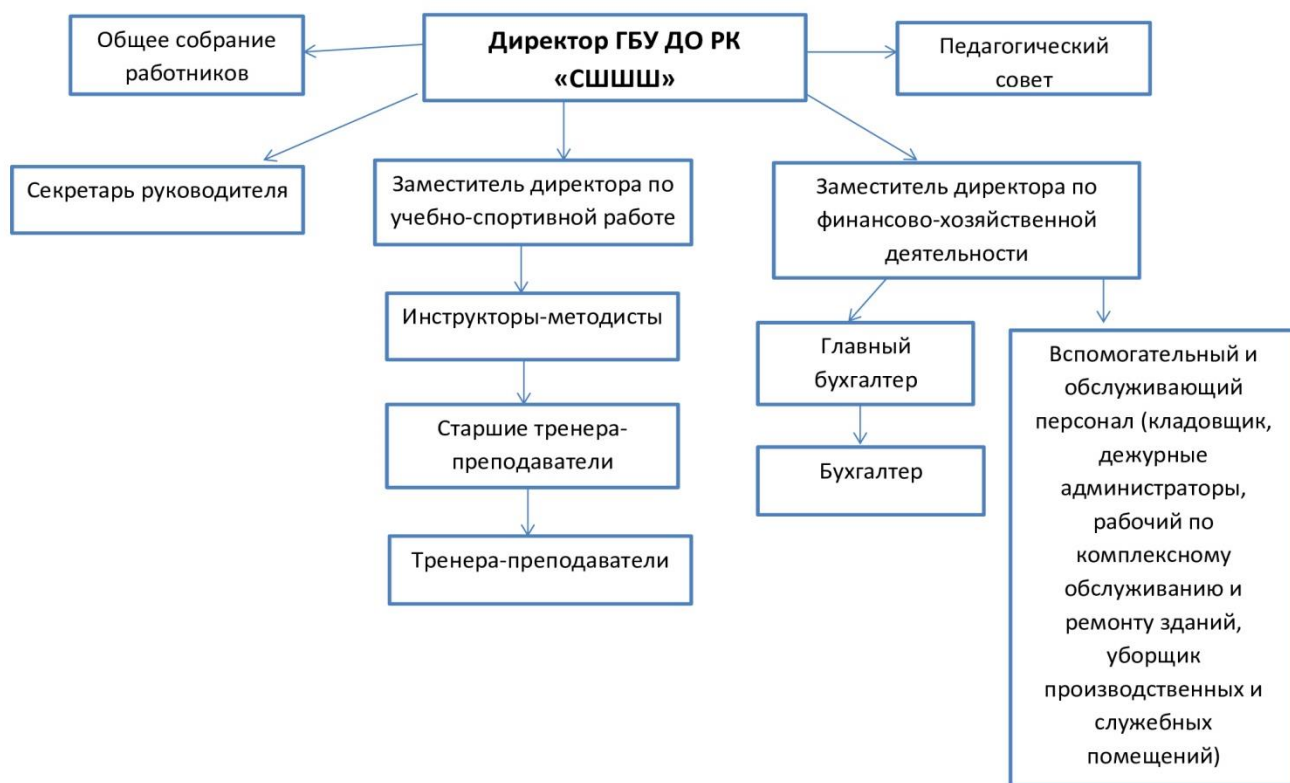 Общее собрание
работников
Директор ГБУ ДО РК
«СШШШ»
Педагогический
совет
Секретарь руководителя
Заместитель директора по
учебно-спортивной работе
Заместитель директора по
финансово-хозяйственной
деятельности
Инструкторы-методисты
Старшие тренера-
преподаватели
Тренера-преподаватели
Главный
бухгалтер
Бухгалтер
Вспомогательный и
обслуживающий
персонал (кладовщик,
дежурные
администраторы,
рабочий по
комплексному
обслуживанию и
ремонту зданий,
уборщик
производственных и
служебных
помещений)